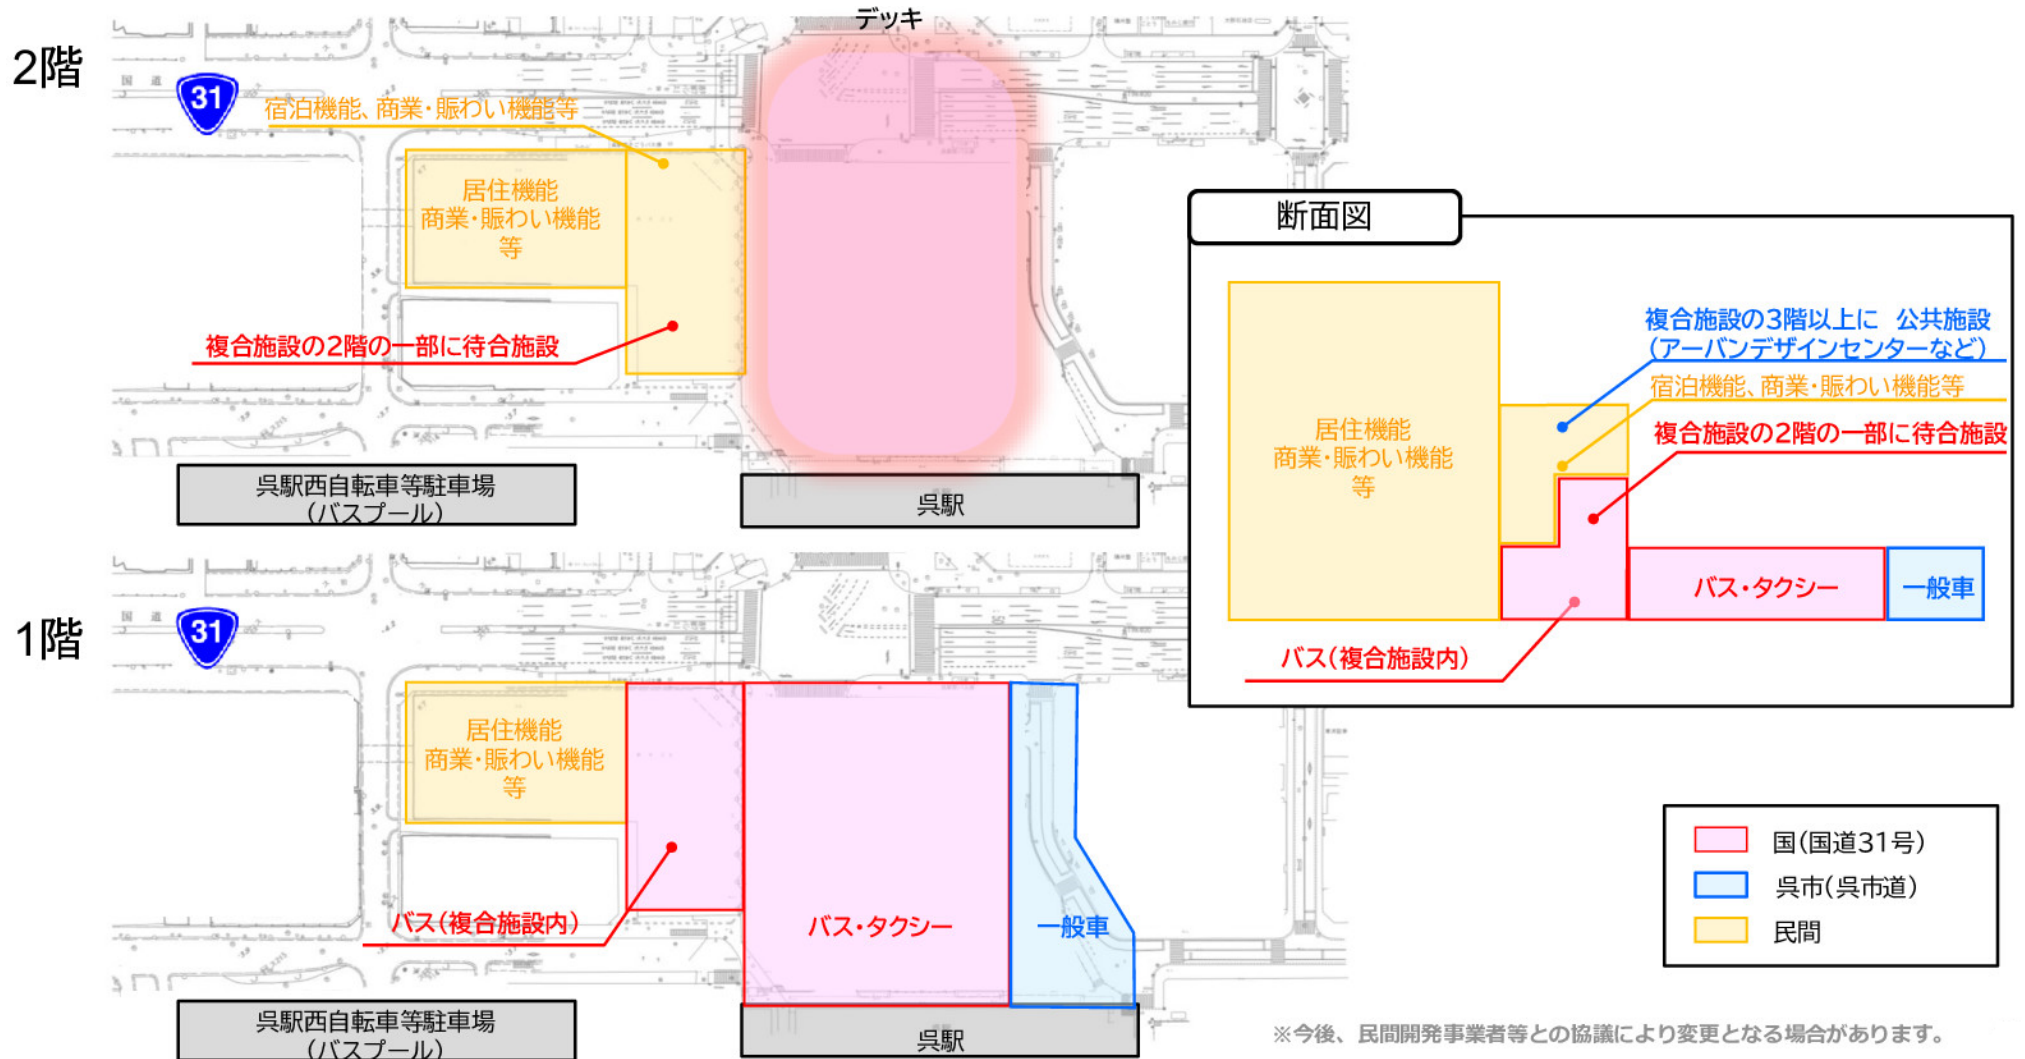 デッキ
2階
国 道
31
宿泊機能、商業・賑わい機能等
居住機能
商業・賑わい機能
等
複合施設の2階の一部に待合施設
呉駅西自転車等駐車場
(バスプール)
呉駅
断面図
複合施設の3階以上に 公共施設
(アーバンデザインセンターなど)
宿泊機能、商業・賑わい機能等
複合施設の2階の一部に待合施設
居住機能
商業・賑わい機能
等
バス・タクシー
一般車
バス(複合施設内)
1階
国 道
31
居住機能
商業・賑わい機能
等
バス(複合施設内)
バス・タクシー
一般車
呉駅西自転車等駐車場
(バスプール)
呉駅
国(国道31号)
呉市(呉市道)
民間
※今後、民間開発事業者等との協議により変更となる場合があります。